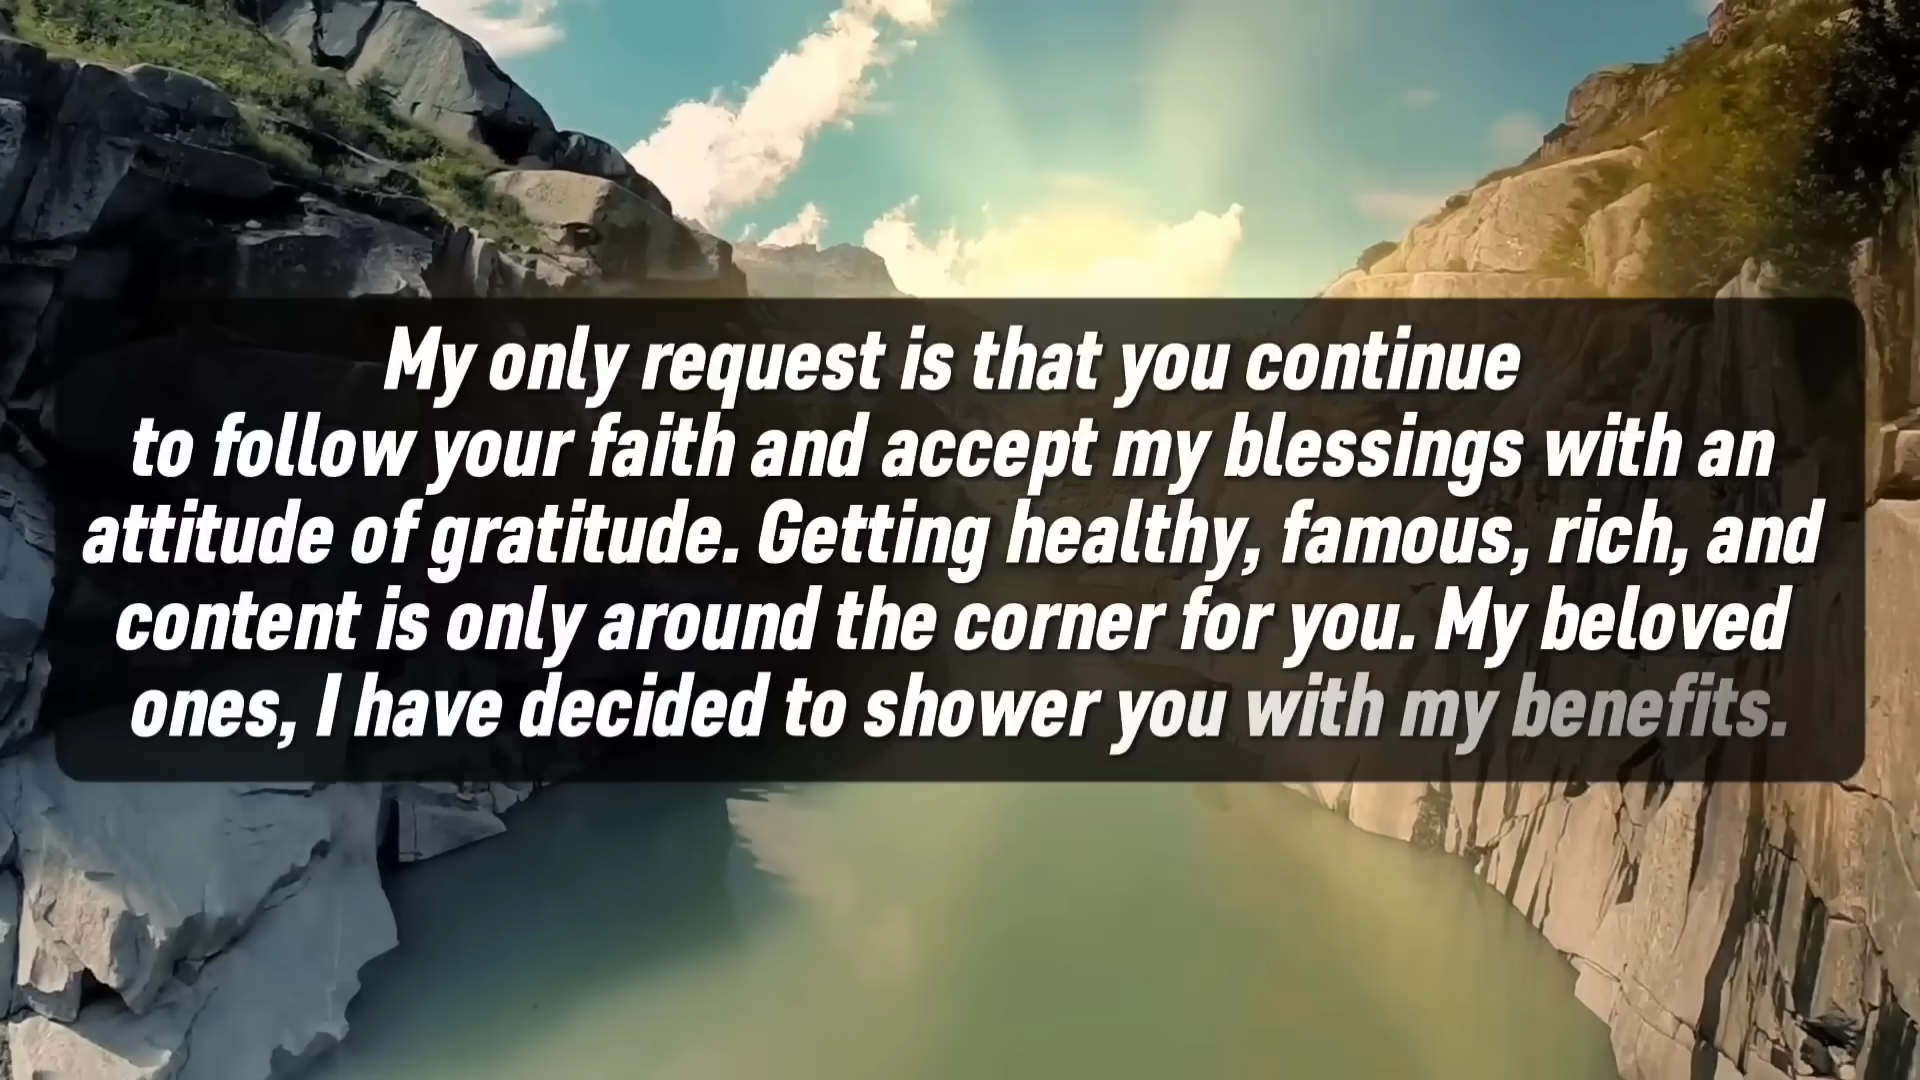 My only request is that you continue
to follow your faith and accept my blessings with an
attitude of gratitude. Getting healthy, famous, rich, and
content is only around the corner for you. My beloved
ones, I have decided to shower you with my benefits.